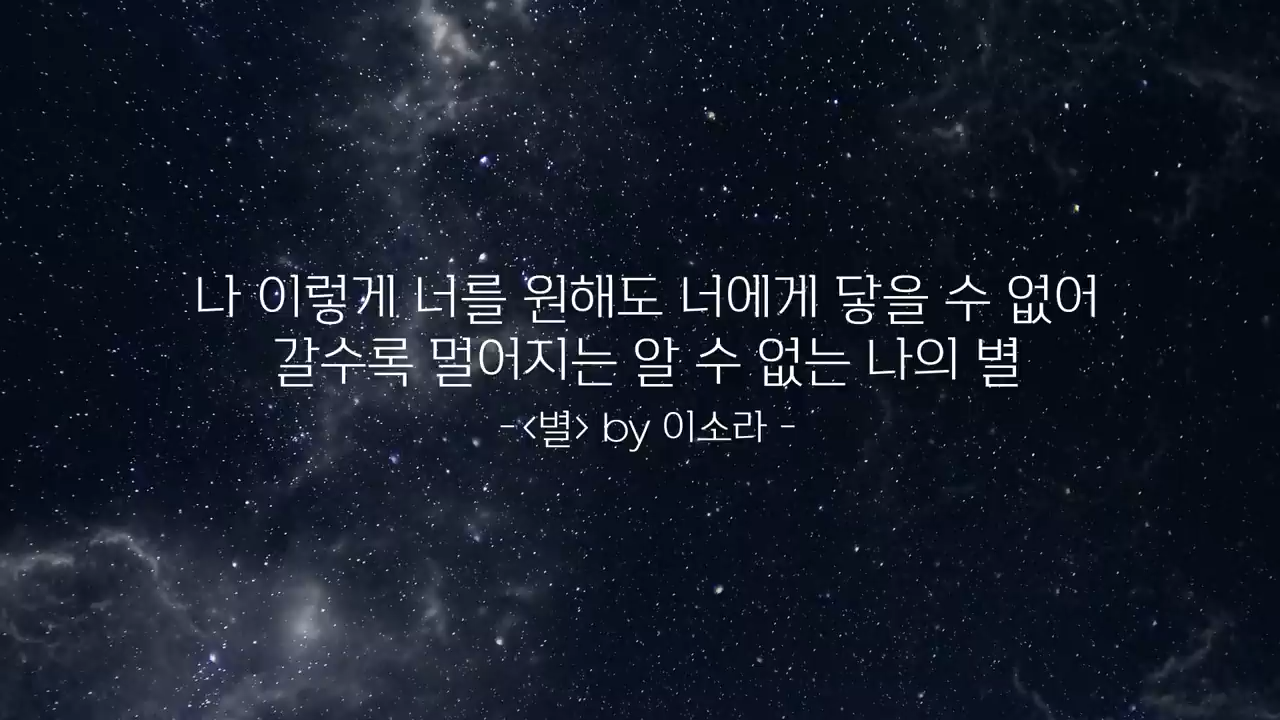 나 이렇게 너를 원해도 너에게 닿을 수 없어
갈수록 멀어지는 알 수 없는 나의 별
-<별> by 이소라 -